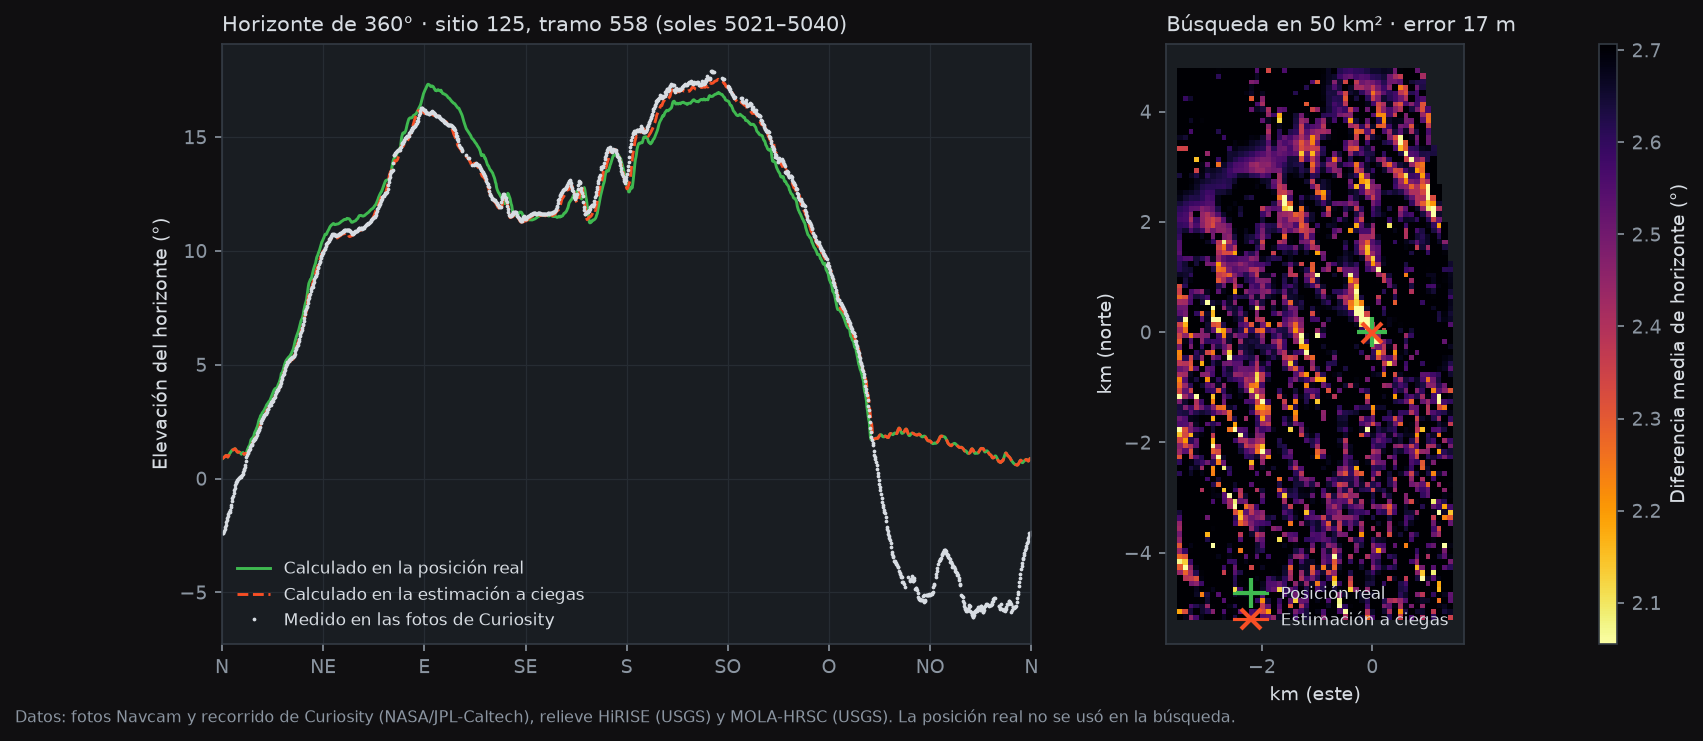 Horizonte de 360° · sitio 125, tramo 558 (soles 5021–5040)
Búsqueda en 50 km² · error 17 m
Elevación del horizonte (°)
15
10
5
0
−5
N
NE
E
SE
S
SO
O
NO
N
Calculado en la posición real
Calculado en la estimación a ciegas
Medido en las fotos de Curiosity
km (norte)
4
2
0
−2
−4
−2
0
km (este)
Posición real
Estimación a ciegas
2.7
2.6
2.5
2.4
2.3
2.2
2.1
Diferencia media de horizonte (°)
Datos: fotos Navcam y recorrido de Curiosity (NASA/JPL-Caltech), relieve HiRISE (USGS) y MOLA-HRSC (USGS). La posición real no se usó en la búsqueda.